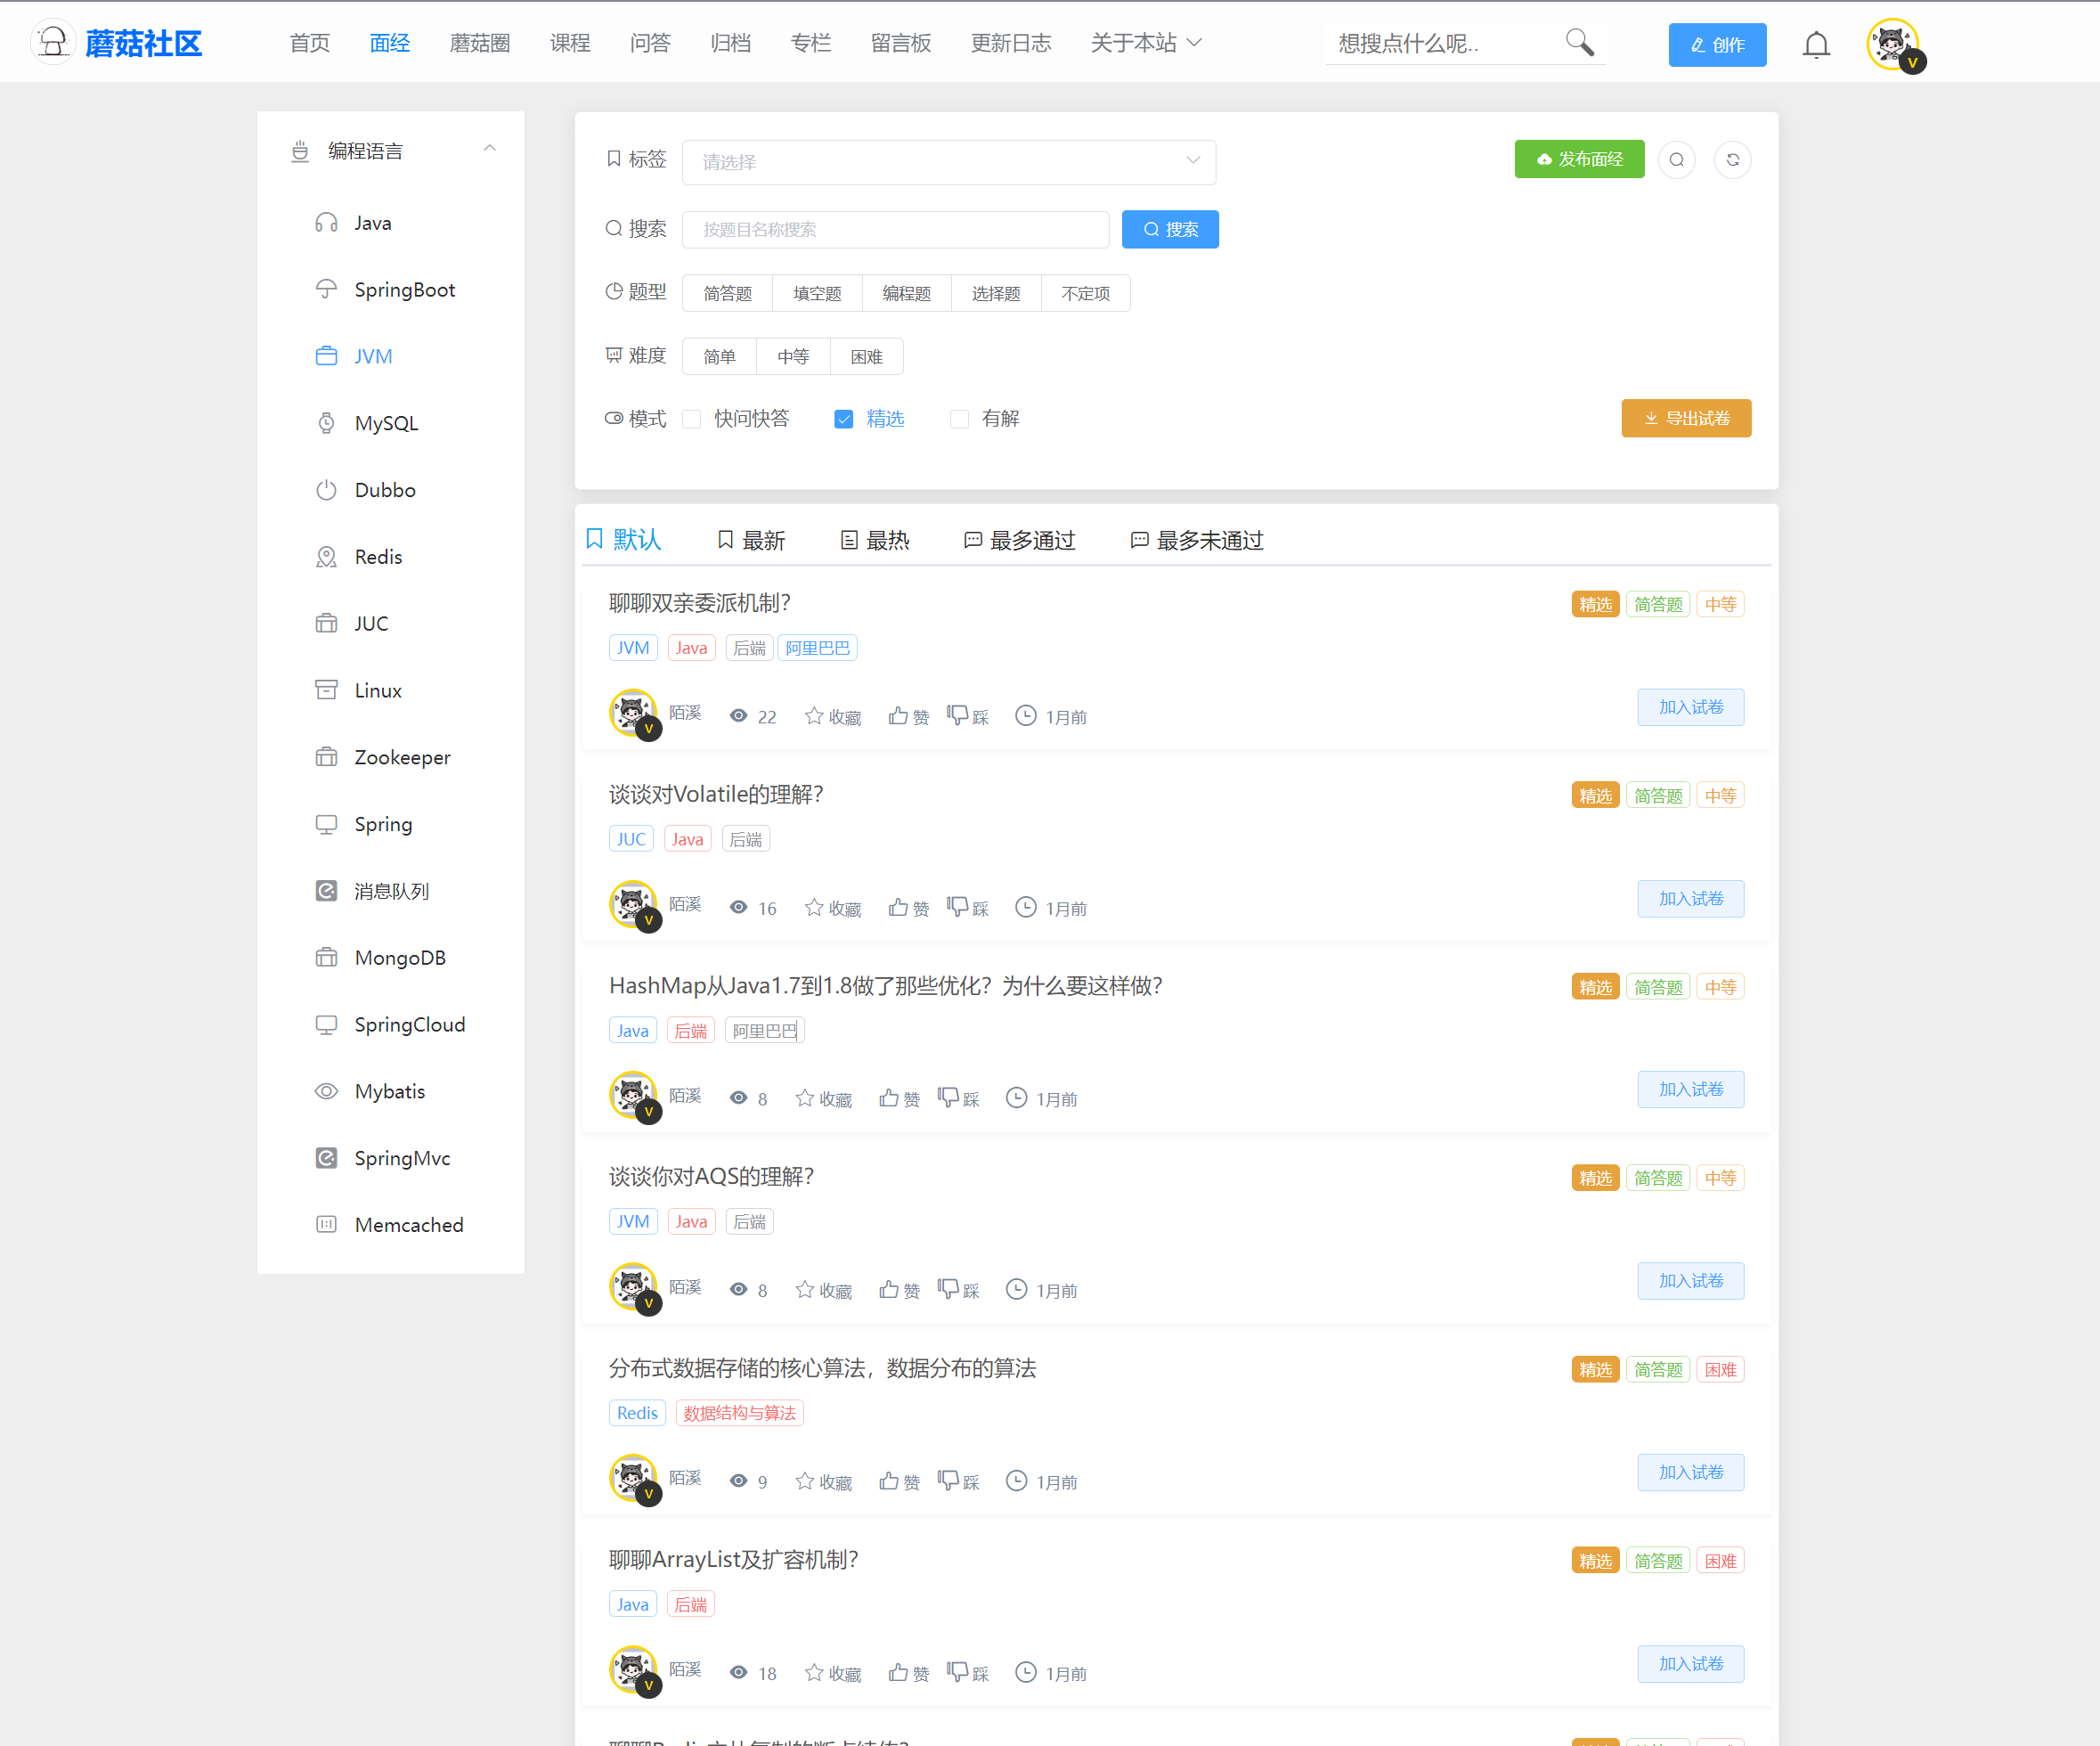 蘑菇社区 首页 面经 蘑菇圈 课程 问答 归档 专栏 留言板 更新日志 关于本站 想搜点什么呢.. 创作
V
编程语言
Java
SpringBoot
JVM
MySQL
Dubbo
Redis
JUC
Linux
Zookeeper
Spring
消息队列
MongoDB
SpringCloud
Mybatis
SpringMvc
Memcached
标签 请选择 发布面经
搜索 按题目名称搜索 搜索
题型 简答题 填空题 编程题 选择题 不定项
难度 简单 中等 困难
模式 快问快答 精选 有解 导出试卷
默认 最新 最热 最多通过 最多未通过
聊聊双亲委派机制？ 精选 简答题 中等
JVM Java 后端 阿里巴巴
V 陌溪 22 收藏 赞 踩 1月前 加入试卷
谈谈对Volatile的理解？ 精选 简答题 中等
JUC Java 后端
V 陌溪 16 收藏 赞 踩 1月前 加入试卷
HashMap从Java1.7到1.8做了那些优化？为什么要这样做？ 精选 简答题 中等
Java 后端 阿里巴巴
V 陌溪 8 收藏 赞 踩 1月前 加入试卷
谈谈你对AQS的理解？ 精选 简答题 中等
JVM Java 后端
V 陌溪 8 收藏 赞 踩 1月前 加入试卷
分布式数据存储的核心算法，数据分布的算法 精选 简答题 困难
Redis 数据结构与算法
V 陌溪 9 收藏 赞 踩 1月前 加入试卷
聊聊ArrayList及扩容机制？ 精选 简答题 困难
Java 后端
V 陌溪 18 收藏 赞 踩 1月前 加入试卷